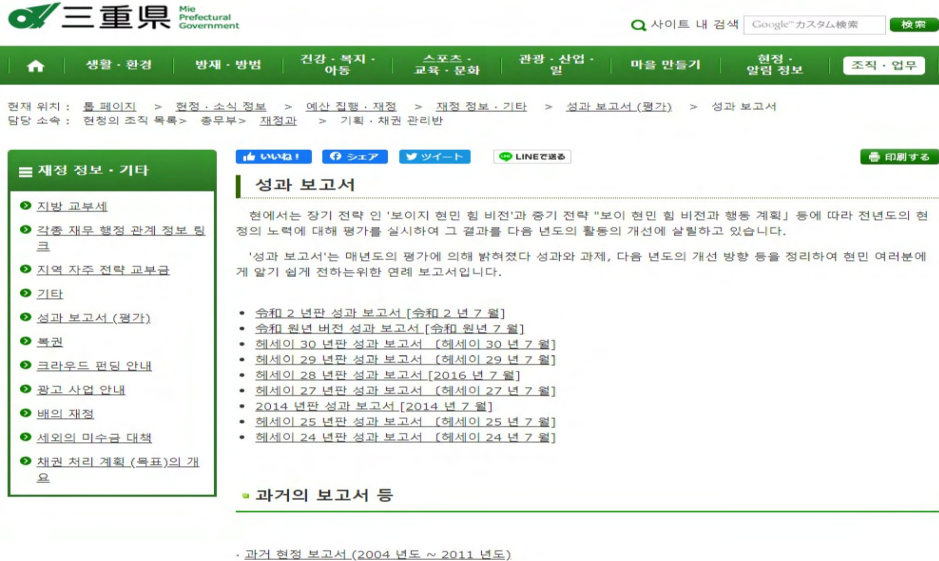 三重県 Mie Prefectural Government
사이트 내 검색 Google™カスタム検索 検索
생활 · 환경 방재 · 방범 건강 · 복지 · 아동 스포츠 · 교육 · 문화 관광 · 산업 · 일 마을 만들기 현정 · 알림 정보 조직 · 업무
현재 위치 : 톱 페이지 > 현정 · 소식 정보 > 예산 집행 · 재정 > 재정 정보 · 기타 > 성과 보고서 (평가) > 성과 보고서
담당 소속 : 현청의 조직 목록> 총무부> 재정과 > 기획 · 채권 관리반
재정 정보 · 기타
지방 교부세
각종 재무 행정 관계 정보 링
크
지역 자주 전략 교부금
기타
성과 보고서 (평가)
복권
크라우드 펀딩 안내
광고 사업 안내
배의 재정
세외의 미수금 대책
채권 처리 계획 (목표)의 개
요
いいね! シェア ツイート LINEで送る 印刷する
성과 보고서
현에서는 장기 전략 인 '보이지 현민 힘 비전'과 중기 전략 "보이 현민 힘 비전과 행동 계획」 등에 따라 전년도의 현
정의 노력에 대해 평가를 실시하여 그 결과를 다음 년도의 활동의 개선에 살릴하고 있습니다.
'성과 보고서'는 매년도의 평가에 의해 밝혀졌다 성과와 과제, 다음 년도의 개선 방향 등을 정리하여 현민 여러분에
게 알기 쉽게 전하는위한 연례 보고서입니다.
• 令和 2 년판 성과 보고서 [令和 2 년 7 월]
• 令和 원년 버전 성과 보고서 [令和 원년 7 월]
• 헤세이 30 년판 성과 보고서 〔헤세이 30 년 7 월]
• 헤세이 29 년판 성과 보고서 〔헤세이 29 년 7 월]
• 헤세이 28 년판 성과 보고서 [2016 년 7 월]
• 헤세이 27 년판 성과 보고서 〔헤세이 27 년 7 월]
• 2014 년판 성과 보고서 [2014 년 7 월]
• 헤세이 25 년판 성과 보고서 〔헤세이 25 년 7 월]
• 헤세이 24 년판 성과 보고서 〔헤세이 24 년 7 월]
과거의 보고서 등
· 과거 현정 보고서 (2004 년도 ~ 2011 년도)